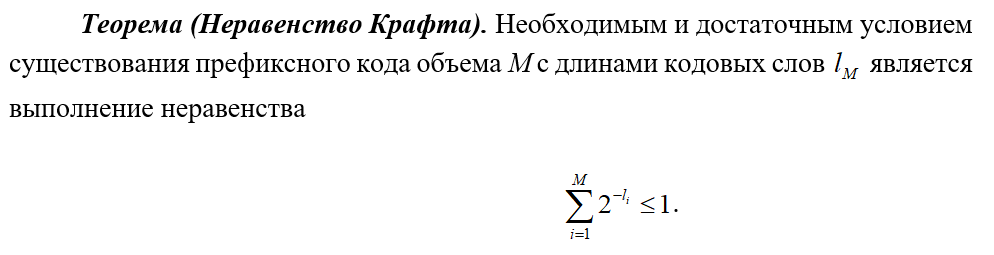 Теорема (Неравенство Крафта). Необходимым и достаточным условием
существования префиксного кода объема M с длинами кодовых слов l_M является
выполнение неравенства
\sum_{i=1}^{M} 2^{-l_i} \leq 1.